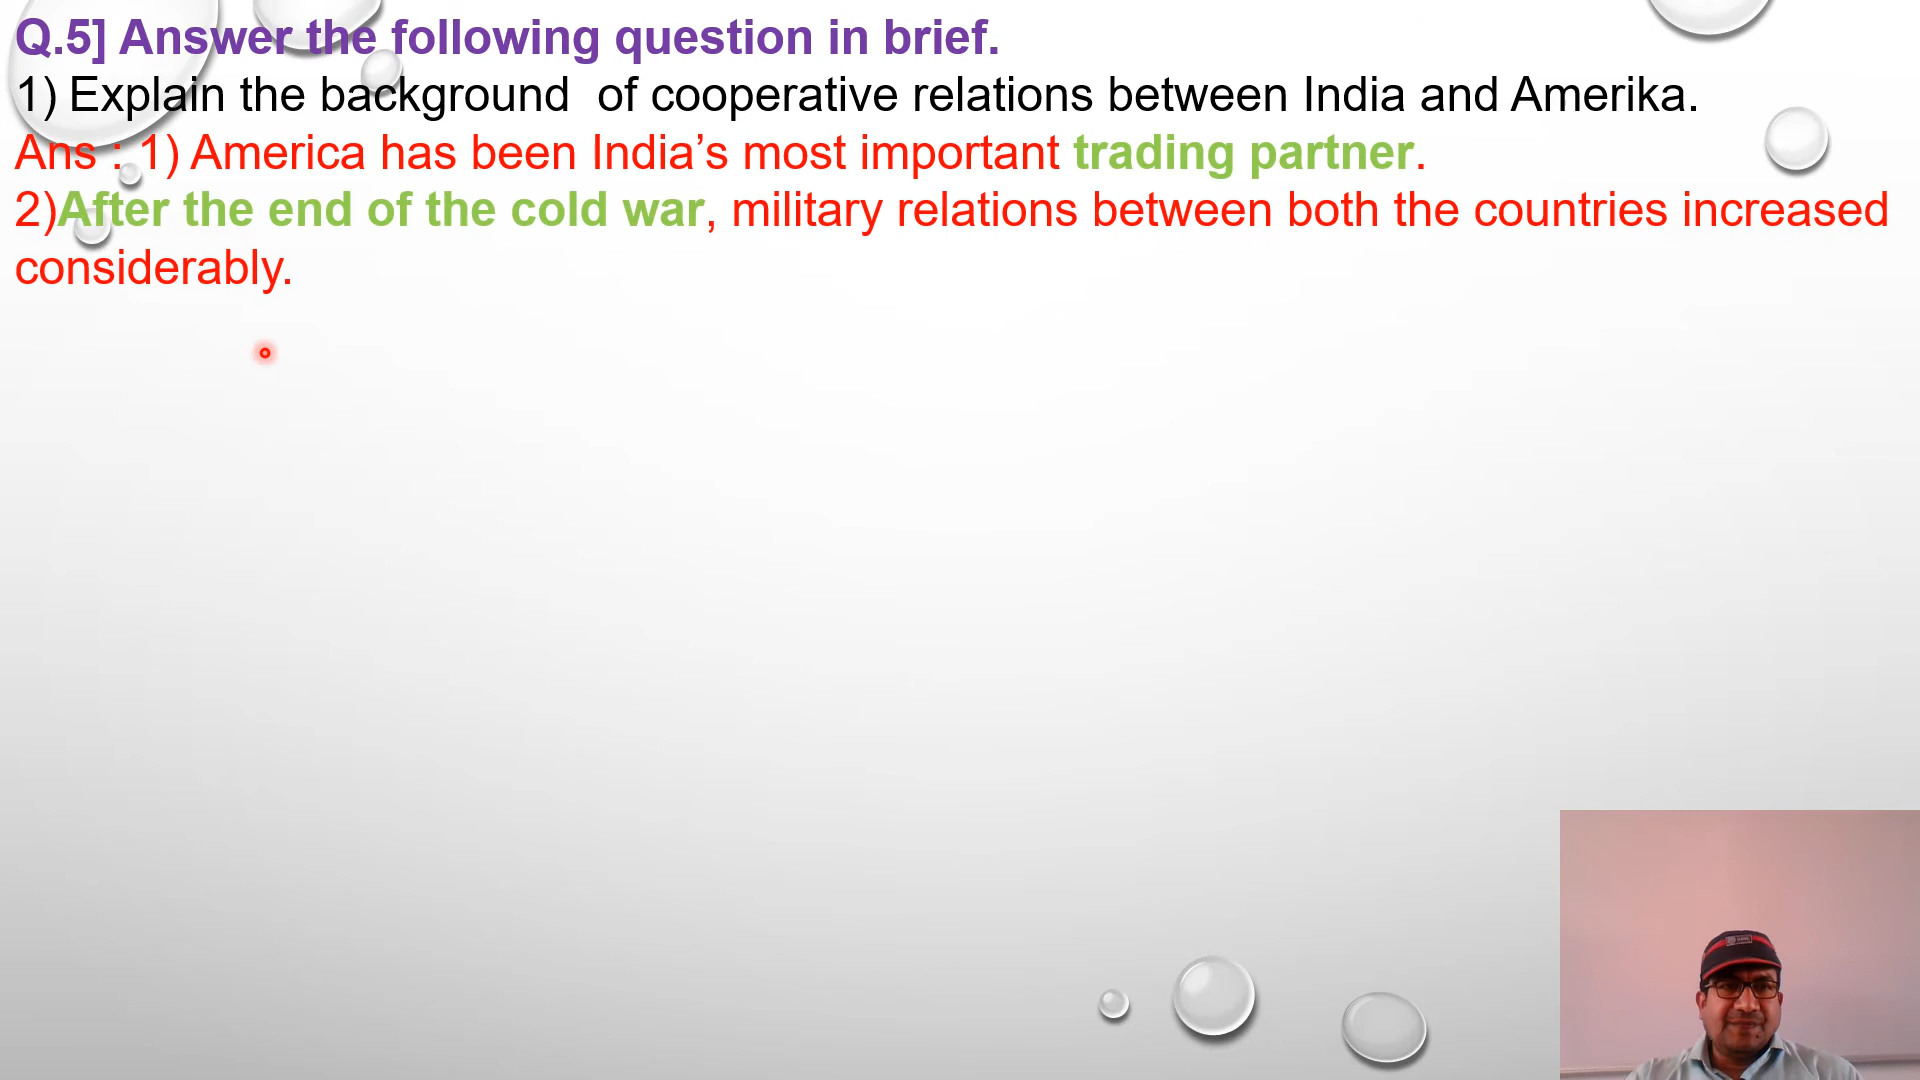 Q.5] Answer the following question in brief.
1) Explain the background  of cooperative relations between India and Amerika.
Ans : 1) America has been India’s most important trading partner.
2)After the end of the cold war, military relations between both the countries increased
considerably.